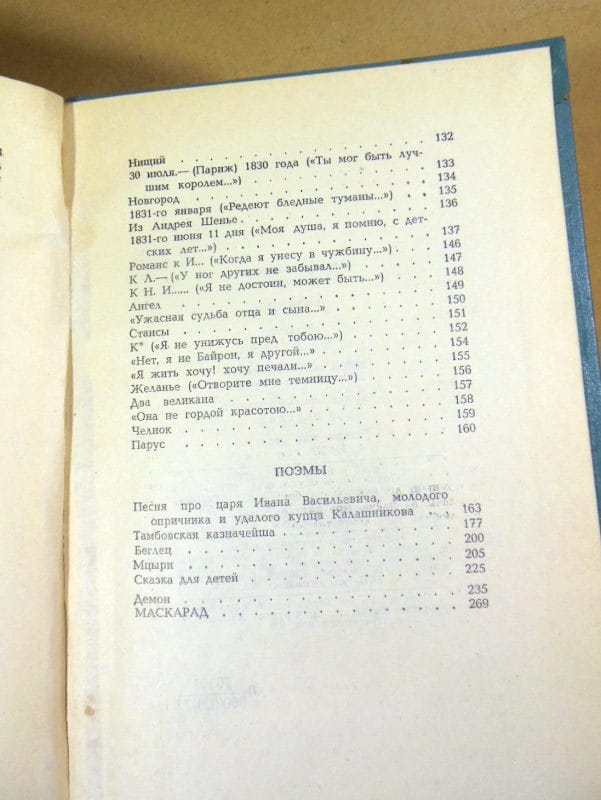 Нищий . . . . . . . . . . . . 132
30 июля.— (Париж) 1830 года («Ты мог быть луч-
шим королем...») . . . . . . . . . 133
Новгород . . . . . . . . . . . . 134
1831-го января («Редеют бледные туманы...») . . 135
Из Андрея Шенье . . . . . . . . . . 136
1831-го июня 11 дня («Моя душа, я помню, с дет-
ских лет...») . . . . . . . . . . 137
Романс к И... («Когда я унесу в чужбину...») . . 146
К Л.— («У ног других не забывал...») . . . . 147
К Н. И...... («Я не достоин, может быть...») . . 148
Ангел . . . . . . . . . . . . . 149
«Ужасная судьба отца и сына...» . . . . . . 150
Стансы . . . . . . . . . . . . . 151
К* («Я не унижусь пред тобою...») . . . . . 152
«Нет, я не Байрон, я другой...» . . . . . . 154
«Я жить хочу! хочу печали...» . . . . . . . 155
Желанье («Отворите мне темницу...») . . . . 156
Два великана . . . . . . . . . . . 157
«Она не гордой красотою...» . . . . . . . 158
Челнок . . . . . . . . . . . . . 159
Парус . . . . . . . . . . . . . 160
ПОЭМЫ
Песня про царя Ивана Васильевича, молодого
опричника и удалого купца Калашникова . . 163
Тамбовская казначейша . . . . . . . . . 177
Беглец . . . . . . . . . . . . . 200
Мцыри . . . . . . . . . . . . . 205
Сказка для детей . . . . . . . . . . 225
Демон . . . . . . . . . . . . . 235
МАСКАРАД . . . . . . . . . . . . 269